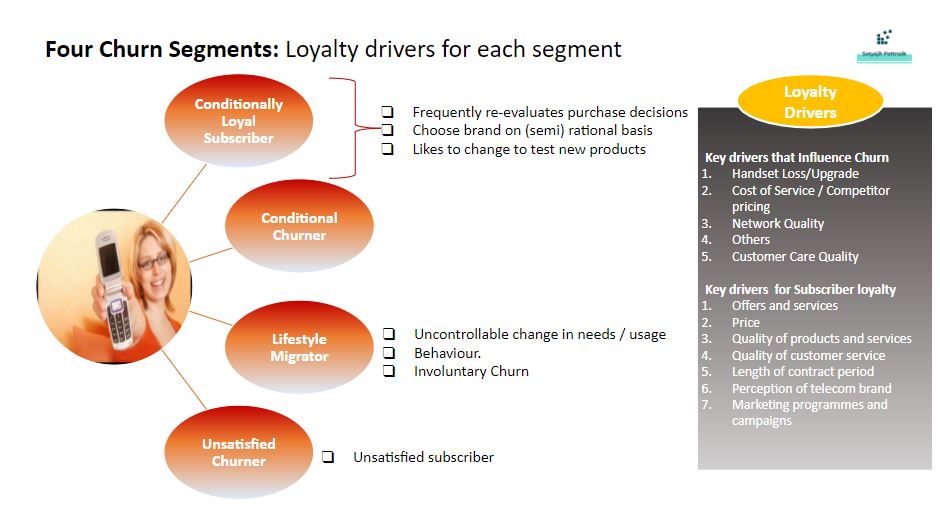 Four Churn Segments: Loyalty drivers for each segment
Satyajit Pattnaik
Conditionally
Loyal
Subscriber
❑ Frequently re-evaluates purchase decisions
❑ Choose brand on (semi) rational basis
❑ Likes to change to test new products
Conditional
Churner
Lifestyle
Migrator
❑ Uncontrollable change in needs / usage
❑ Behaviour.
❑ Involuntary Churn
Unsatisfied
Churner
❑ Unsatisfied subscriber
Loyalty
Drivers
Key drivers that Influence Churn
1. Handset Loss/Upgrade
2. Cost of Service / Competitor
pricing
3. Network Quality
4. Others
5. Customer Care Quality
Key drivers for Subscriber loyalty
1. Offers and services
2. Price
3. Quality of products and services
4. Quality of customer service
5. Length of contract period
6. Perception of telecom brand
7. Marketing programmes and
campaigns